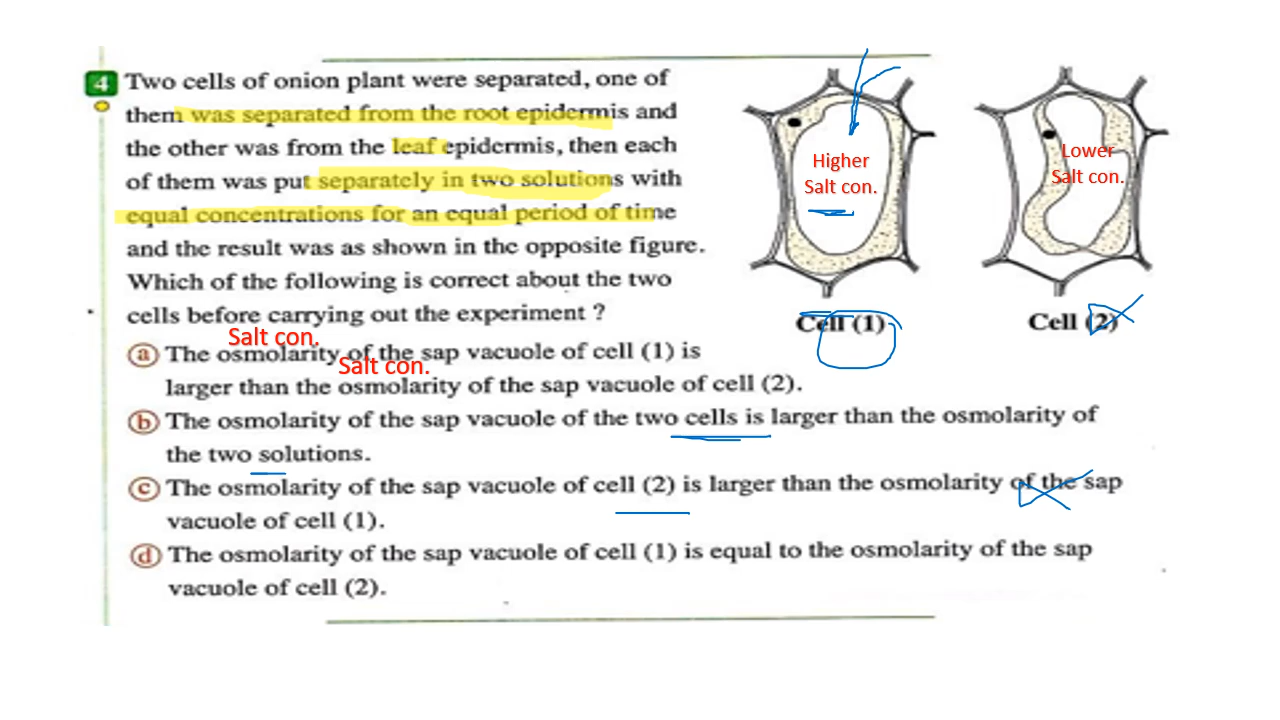 4 Two cells of onion plant were separated, one of
them was separated from the root epidermis and
the other was from the leaf epidermis, then each
of them was put separately in two solutions with
equal concentrations for an equal period of time
and the result was as shown in the opposite figure.
Which of the following is correct about the two
cells before carrying out the experiment ?
Higher
Salt con.
Lower
Salt con.
Cell (1)
Cell (2)
Salt con.
a The osmolarity of the sap vacuole of cell (1) is
Salt con.
larger than the osmolarity of the sap vacuole of cell (2).
b The osmolarity of the sap vacuole of the two cells is larger than the osmolarity of
the two solutions.
c The osmolarity of the sap vacuole of cell (2) is larger than the osmolarity of the sap
vacuole of cell (1).
d The osmolarity of the sap vacuole of cell (1) is equal to the osmolarity of the sap
vacuole of cell (2).